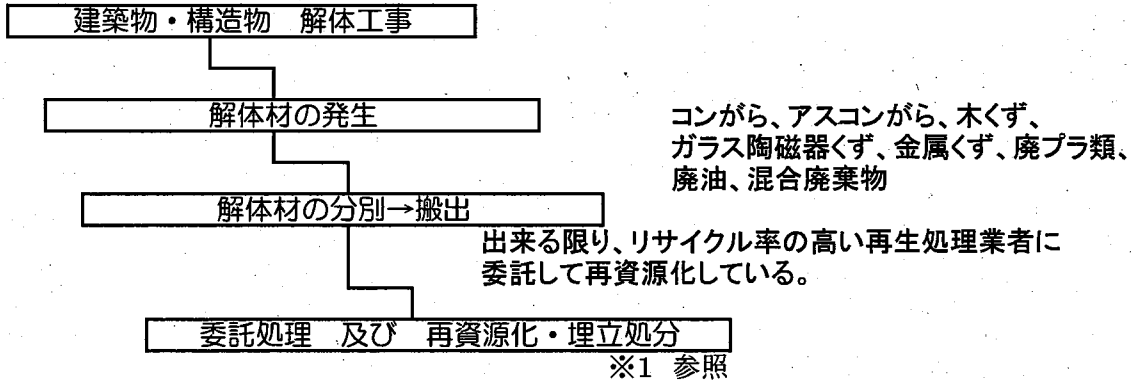 建築物・構造物　解体工事
解体材の発生
コンがら、アスコンがら、木くず、
ガラス陶磁器くず、金属くず、廃プラ類、
廃油、混合廃棄物
解体材の分別→搬出
出来る限り、リサイクル率の高い再生処理業者に
委託して再資源化している。
委託処理　及び　再資源化・埋立処分
※1　参照